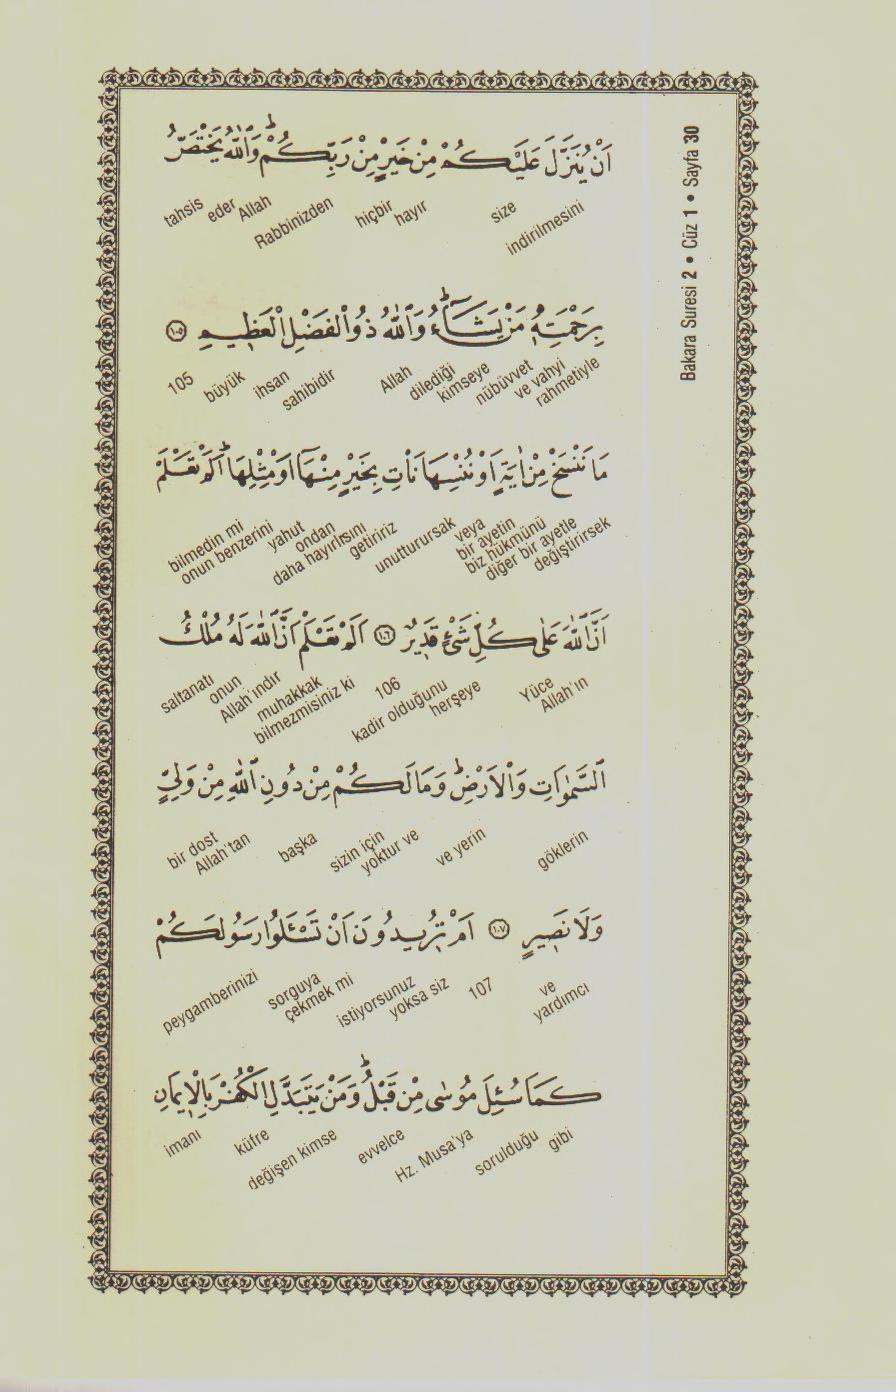 Bakara Suresi 2 • Cüz 1 • Sayfa 30
اَنْ يُنَزَّلَ عَلَيْكُمْ مِنْ خَيْرٍ مِنْ رَبِّكُمْۜ وَاللّٰهُ يَخْتَصُّ
indirilmesini
size
hayır
hiçbir
Rabbinizden
Allah
eder
tahsis
بِرَحْمَتِهٖ مَنْ يَشَٓاءُۜ وَاللّٰهُ ذُوالْفَضْلِ الْعَظٖيمِ ﴿١٠٥﴾
rahmetiyle
ve vahyi
nübüvvet
kimseye
dilediği
Allah
sahibidir
ihsan
büyük
105
مَا نَنْسَخْ مِنْ اٰيَةٍ اَوْ نُنْسِهَا نَأْتِ بِخَيْرٍ مِنْهَٓا اَوْ مِثْلِهَاۜ اَلَمْ تَعْلَمْ
değiştirirsek
diğer bir ayetle
biz hükmünü
bir ayetin
veya
unutturursak
getiririz
daha hayırlısını
ondan
yahut
onun benzerini
bilmedin mi
اَنَّ اللّٰهَ عَلٰى كُلِّ شَيْءٍ قَدٖيرٌ ﴿١٠٦﴾ اَلَمْ تَعْلَمْ اَنَّ اللّٰهَ لَهُ مُلْكُ
Allah'ın
Yüce
herşeye
kadir olduğunu
106
bilmezmisiniz ki
muhakkak
Allah'ındır
onun
saltanatı
السَّمٰوَاتِ وَالْاَرْضِۜ وَمَا لَكُمْ مِنْ دُونِ اللّٰهِ مِنْ وَلِيٍّ
göklerin
ve yerin
yoktur ve
sizin için
başka
Allah'tan
bir dost
وَلَا نَصٖيرٍ ﴿١٠٧﴾ اَمْ تُرٖيدُونَ اَنْ تَسْـَٔلُوا رَسُولَكُمْ
yardımcı
ve
107
yoksa siz
istiyorsunuz
çekmek mi
sorguya
peygamberinizi
كَمَا سُئِلَ مُوسٰى مِنْ قَبْلُۜ وَمَنْ يَتَبَدَّلِ الْكُفْرَ بِالْاٖيمَانِ
gibi
sorulduğu
Hz. Musa'ya
evvelce
değişen kimse
küfre
imanı